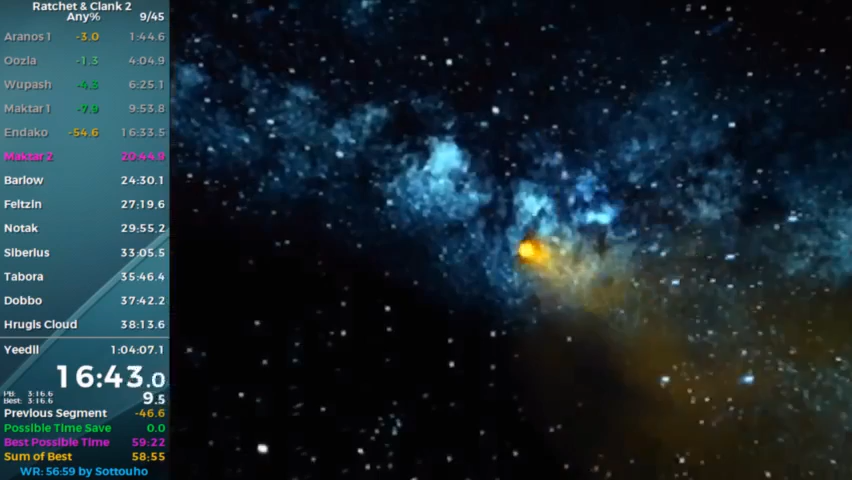 Ratchet & Clank 2
Any% 9/45
Aranos 1 -3.0 1:44.6
Oozla -1.3 4:04.9
Wupash -4.3 6:25.1
Maktar 1 -7.9 9:53.8
Endako -54.6 16:33.5
Maktar 2 20:44.9
Barlow 24:30.1
Feltzin 27:19.6
Notak 29:55.2
Siberius 33:05.5
Tabora 35:46.4
Dobbo 37:42.2
Hrugis Cloud 38:13.6
Yeedil 1:04:07.1
16:43.0
PB: 3:16.6
Best: 3:16.6 9.5
Previous Segment -46.6
Possible Time Save 0.0
Best Possible Time 59:22
Sum of Best 58:55
WR: 56:59 by Sottouho